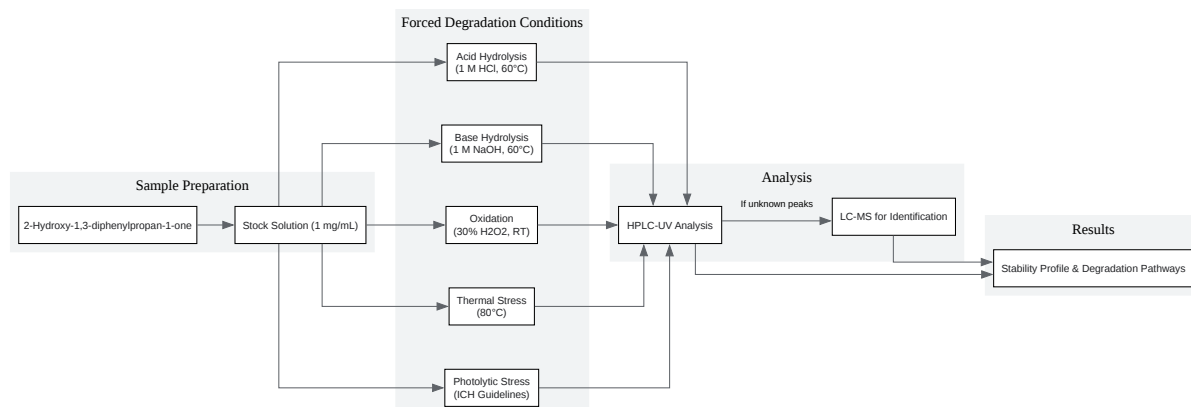 Forced Degradation Conditions
Acid Hydrolysis
(1 M HCl, 60°C)
Base Hydrolysis
(1 M NaOH, 60°C)
Sample Preparation
2-Hydroxy-1,3-diphenylpropan-1-one
Stock Solution (1 mg/mL)
Oxidation
(30% H2O2, RT)
Thermal Stress
(80°C)
Photolytic Stress
(ICH Guidelines)
Analysis
HPLC-UV Analysis
If unknown peaks
LC-MS for Identification
Results
Stability Profile & Degradation Pathways